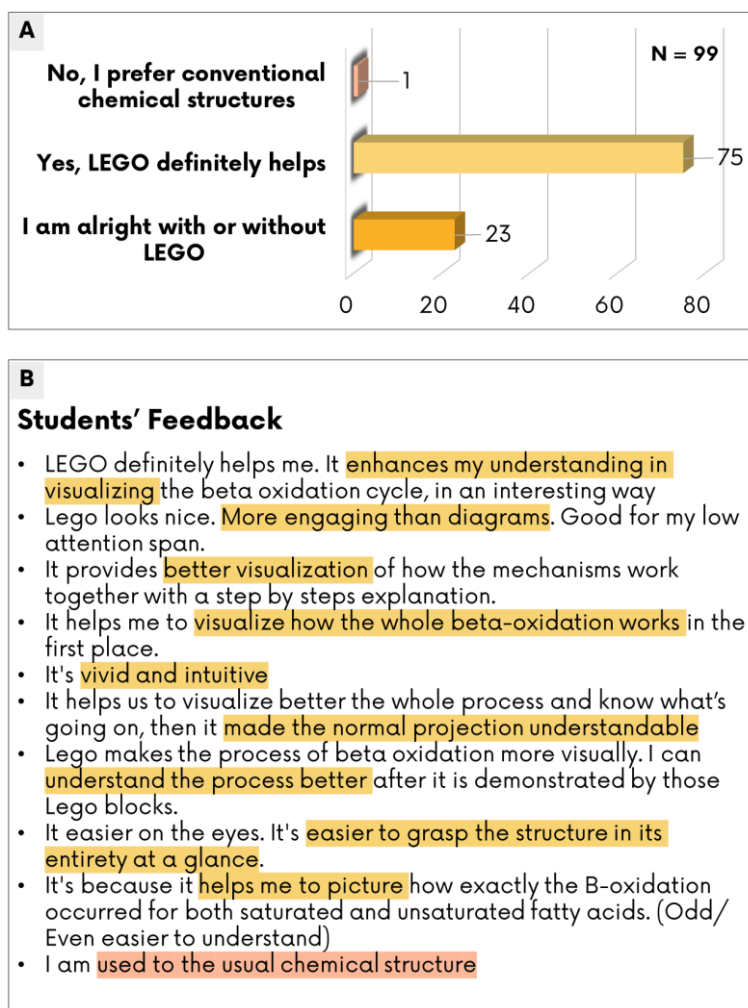 A
N = 99
No, I prefer conventional
chemical structures
1
Yes, LEGO definitely helps
75
I am alright with or without
LEGO
23
0 20 40 60 80
B
Students’ Feedback
• LEGO definitely helps me. It enhances my understanding in
visualizing the beta oxidation cycle, in an interesting way
• Lego looks nice. More engaging than diagrams. Good for my low
attention span.
• It provides better visualization of how the mechanisms work
together with a step by steps explanation.
• It helps me to visualize how the whole beta-oxidation works in the
first place.
• It's vivid and intuitive
• It helps us to visualize better the whole process and know what’s
going on, then it made the normal projection understandable
• Lego makes the process of beta oxidation more visually. I can
understand the process better after it is demonstrated by those
Lego blocks.
• It easier on the eyes. It's easier to grasp the structure in its
entirety at a glance.
• It's because it helps me to picture how exactly the B-oxidation
occurred for both saturated and unsaturated fatty acids. (Odd/
Even easier to understand)
• I am used to the usual chemical structure